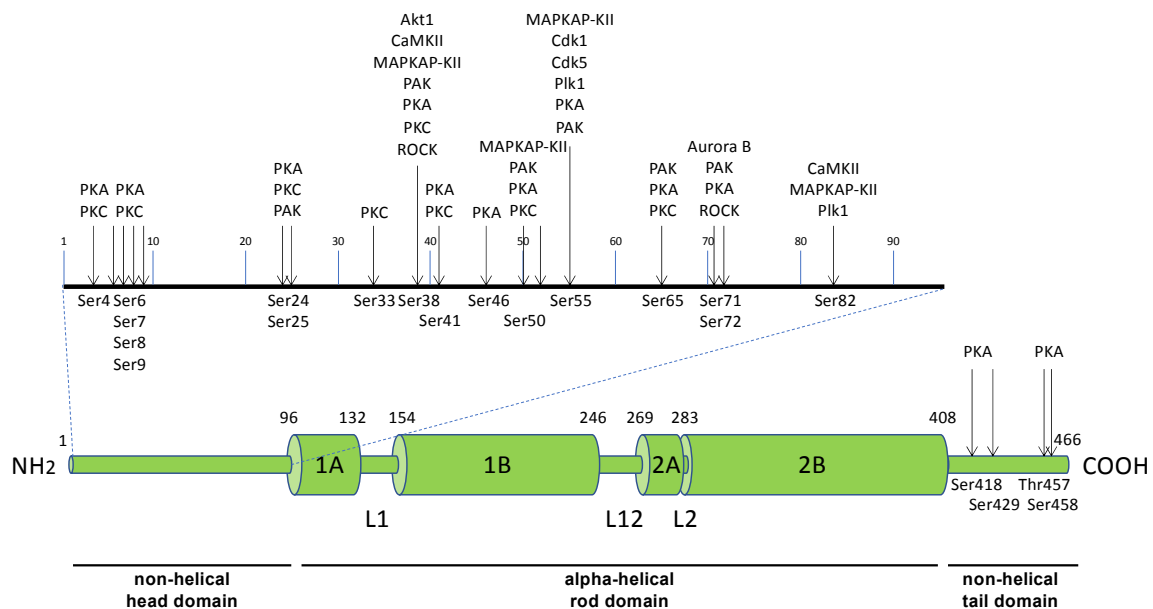 Akt1
CaMKII
MAPKAP-KII
PAK
PKA
PKC
ROCK
MAPKAP-KII
Cdk1
Cdk5
Plk1
PKA
PAK
PKA
PKC
PKA
PKC
PKA
PKC
PAK
PKC
PKA
PKC
PKA
MAPKAP-KII
PAK
PKA
PKC
PAK
PKA
PKC
Aurora B
PAK
PKA
ROCK
CaMKII
MAPKAP-KII
Plk1
1 10 20 30 40 50 60 70 80 90
Ser4
Ser6
Ser7
Ser8
Ser9
Ser24
Ser25
Ser33
Ser38
Ser41
Ser46
Ser50
Ser55
Ser65
Ser71
Ser72
Ser82
PKA PKA
1 96 132 154 246 269 283 408 466
NH2 1A 1B 2A 2B COOH
L1 L12 L2
Ser418
Ser429
Thr457
Ser458
non-helical
head domain
alpha-helical
rod domain
non-helical
tail domain